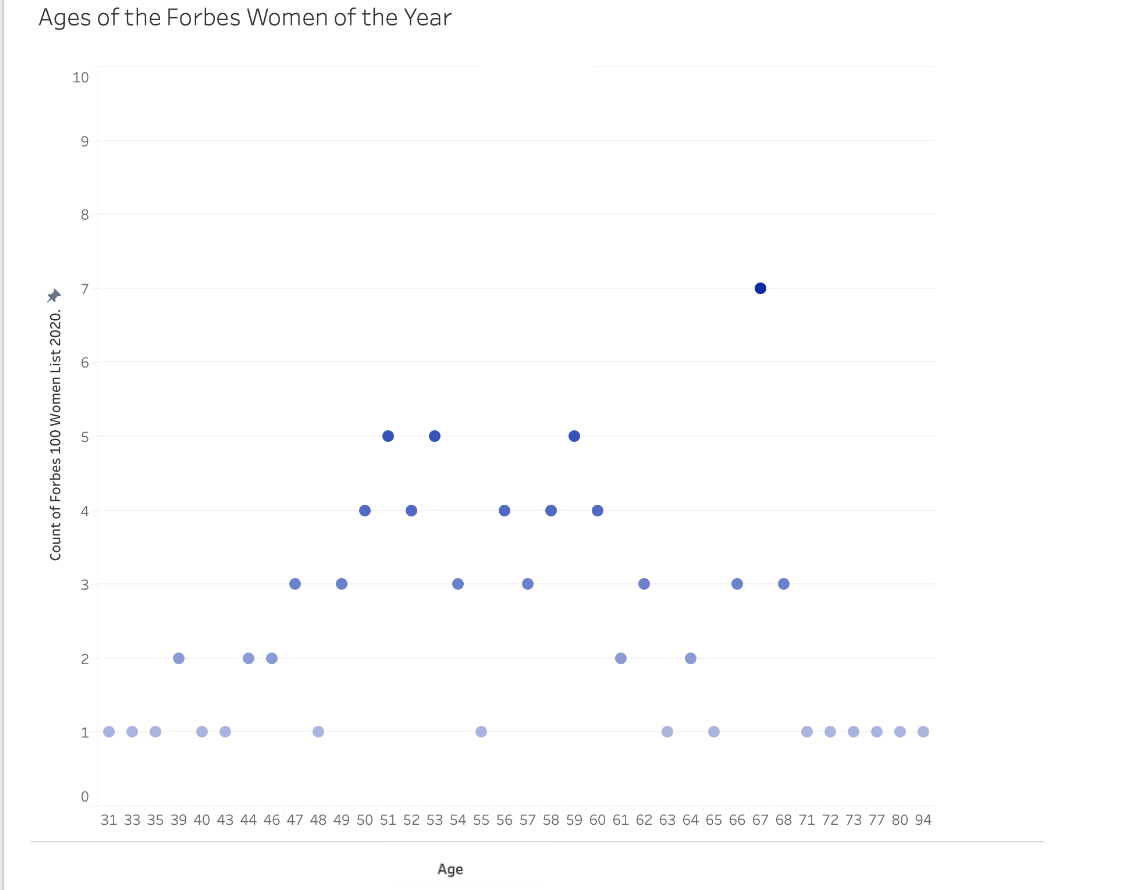 Ages of the Forbes Women of the Year
10
9
8
7
6
5
4
3
2
1
0
Count of Forbes 100 Women List 2020.
31 33 35 39 40 43 44 46 47 48 49 50 51 52 53 54 55 56 57 58 59 60 61 62 63 64 65 66 67 68 71 72 73 77 80 94
Age